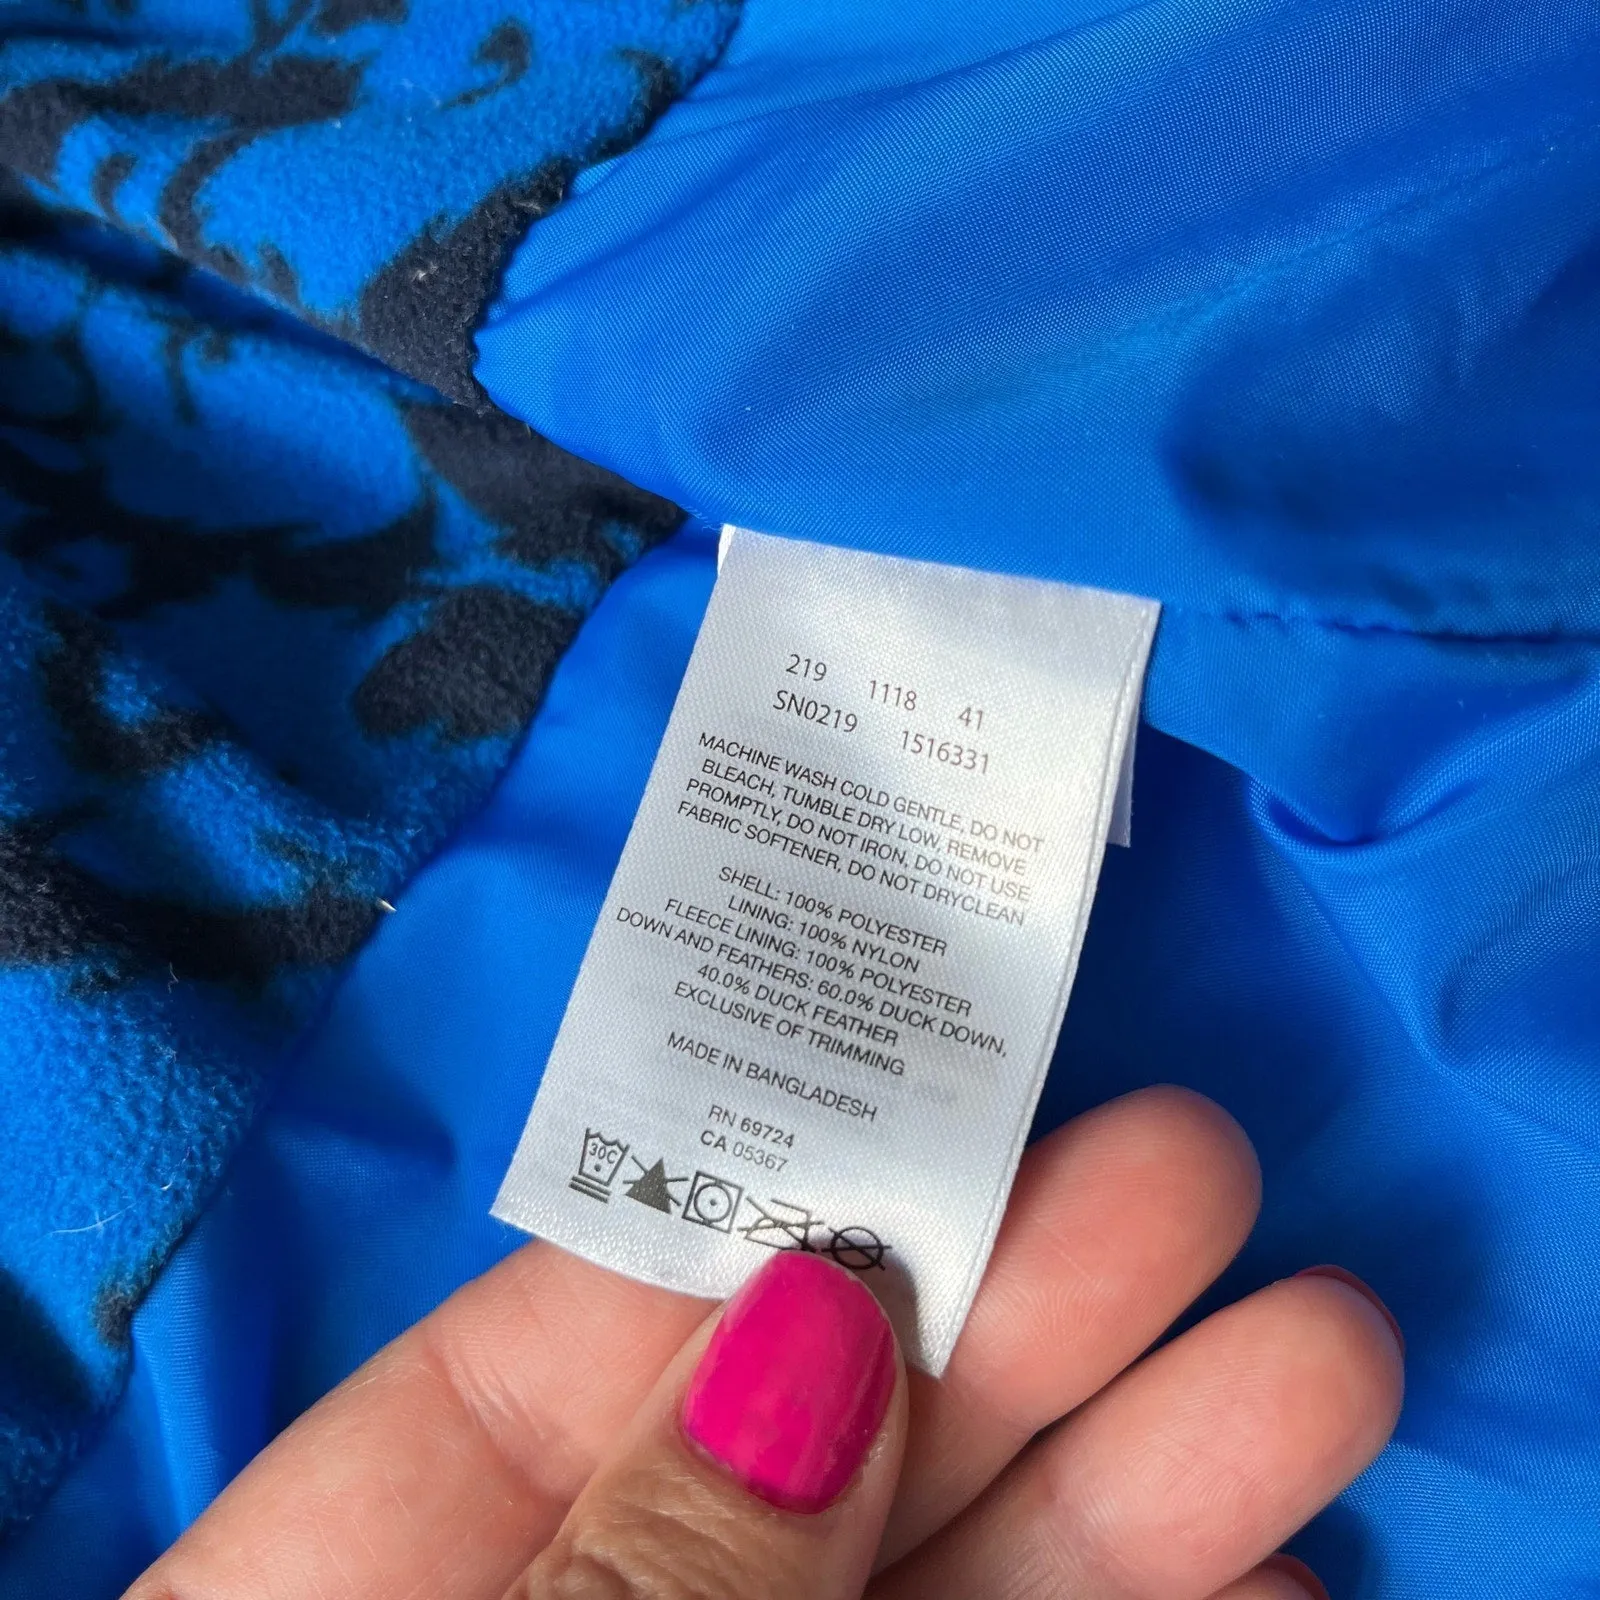 219 1118 41
SN0219 1516331
MACHINE WASH COLD GENTLE, DO NOT
BLEACH, TUMBLE DRY LOW, REMOVE
PROMPTLY, DO NOT IRON, DO NOT USE
FABRIC SOFTENER, DO NOT DRYCLEAN
SHELL: 100% POLYESTER
LINING: 100% NYLON
FLEECE LINING: 100% POLYESTER
DOWN AND FEATHERS: 60.0% DUCK DOWN,
40.0% DUCK FEATHER
EXCLUSIVE OF TRIMMING
MADE IN BANGLADESH
RN 69724
CA 05367
30C